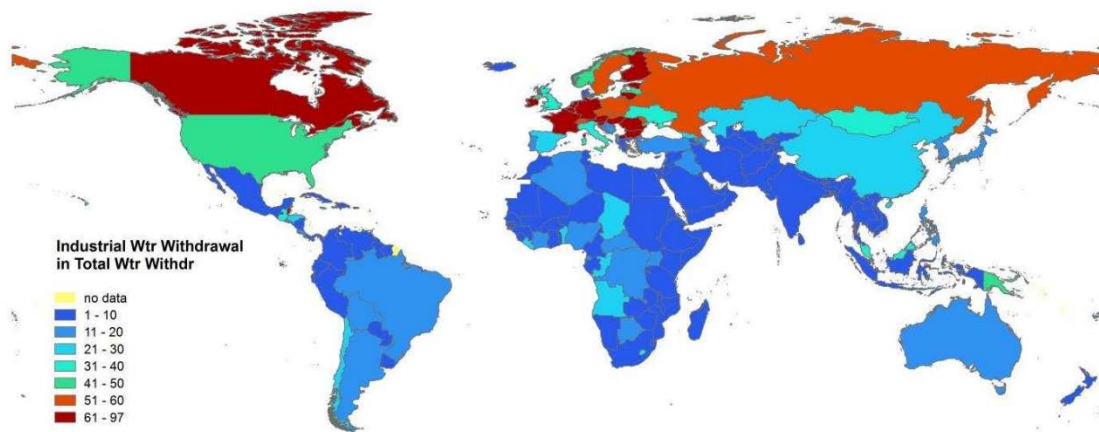 Industrial Wtr Withdrawal
in Total Wtr Withdr
no data
1 - 10
11 - 20
21 - 30
31 - 40
41 - 50
51 - 60
61 - 97